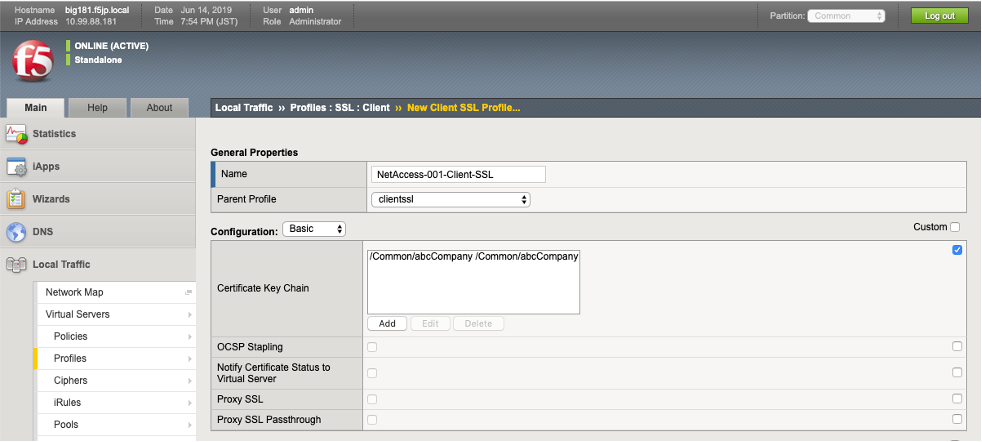 Hostname big181.f5jp.local Date Jun 14, 2019 User admin
IP Address 10.99.88.181 Time 7:54 PM (JST) Role Administrator
Partition: Common Log out
f5
ONLINE (ACTIVE)
Standalone
Main Help About
Local Traffic ›› Profiles : SSL : Client ›› New Client SSL Profile...
Statistics
iApps
Wizards
DNS
Local Traffic
Network Map
Virtual Servers
Policies
Profiles
Ciphers
iRules
Pools
General Properties
Name NetAccess-001-Client-SSL
Parent Profile clientssl
Configuration: Basic Custom
Certificate Key Chain
/Common/abcCompany /Common/abcCompany
Add Edit Delete
OCSP Stapling
Notify Certificate Status to
Virtual Server
Proxy SSL
Proxy SSL Passthrough